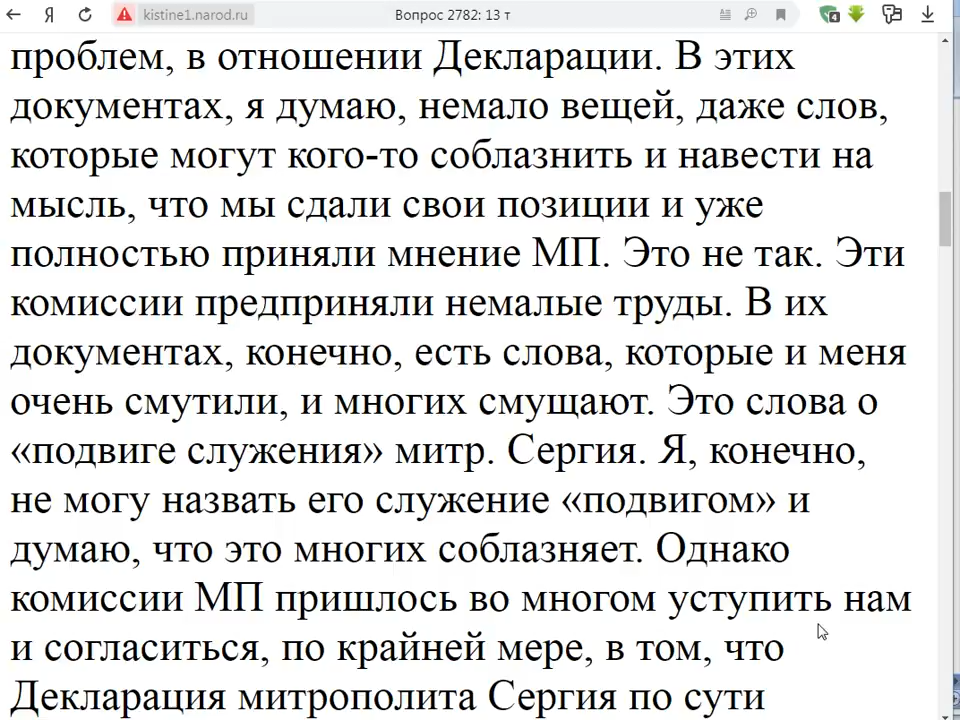 Я kistine1.narod.ru Вопрос 2782: 13 т 4
проблем, в отношении Декларации. В этих
документах, я думаю, немало вещей, даже слов,
которые могут кого-то соблазнить и навести на
мысль, что мы сдали свои позиции и уже
полностью приняли мнение МП. Это не так. Эти
комиссии предприняли немалые труды. В их
документах, конечно, есть слова, которые и меня
очень смутили, и многих смущают. Это слова о
«подвиге служения» митр. Сергия. Я, конечно,
не могу назвать его служение «подвигом» и
думаю, что это многих соблазняет. Однако
комиссии МП пришлось во многом уступить нам
и согласиться, по крайней мере, в том, что
Декларация митрополита Сергия по сути